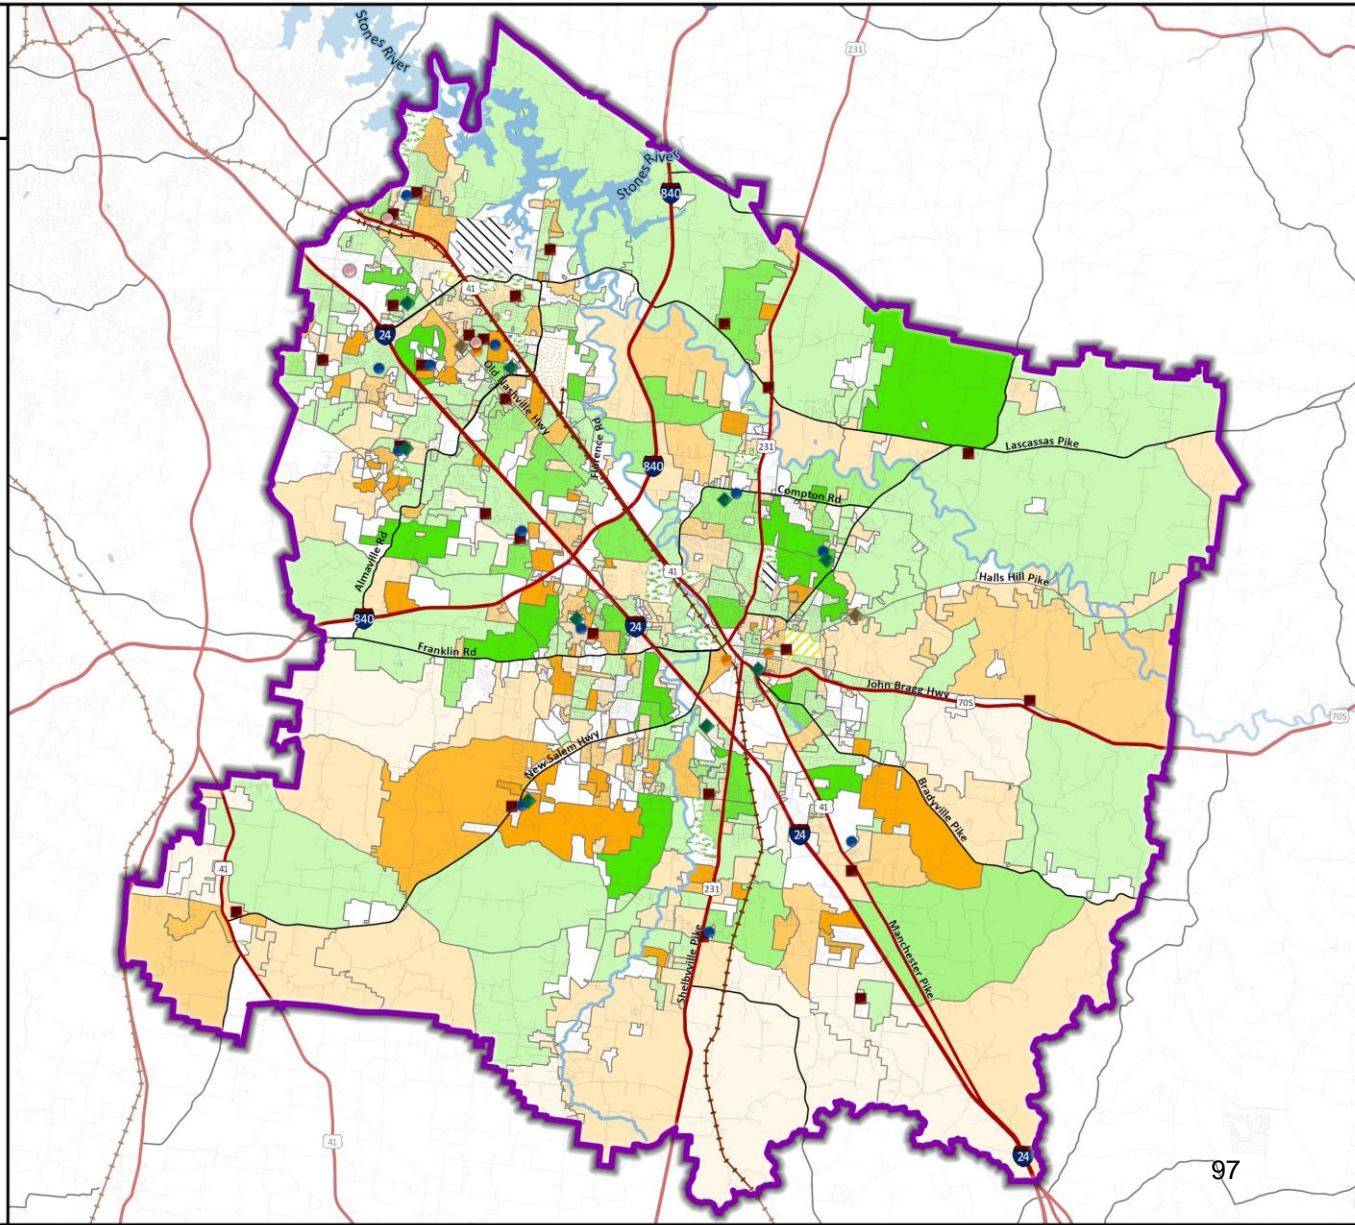 Stones River
231
Stones River
840
41
24
Old Nashville Hwy
Florence Rd
231
Lascassas Pike
840
Compton Rd
Almaville Rd
41
Halls Hill Pike
840
24
Franklin Rd
John Bragg Hwy
70S
70S
New Salem Hwy
Bradyville Pike
41
24
41
231
Manchester Pike
Shelbyville Pike
41
24
97